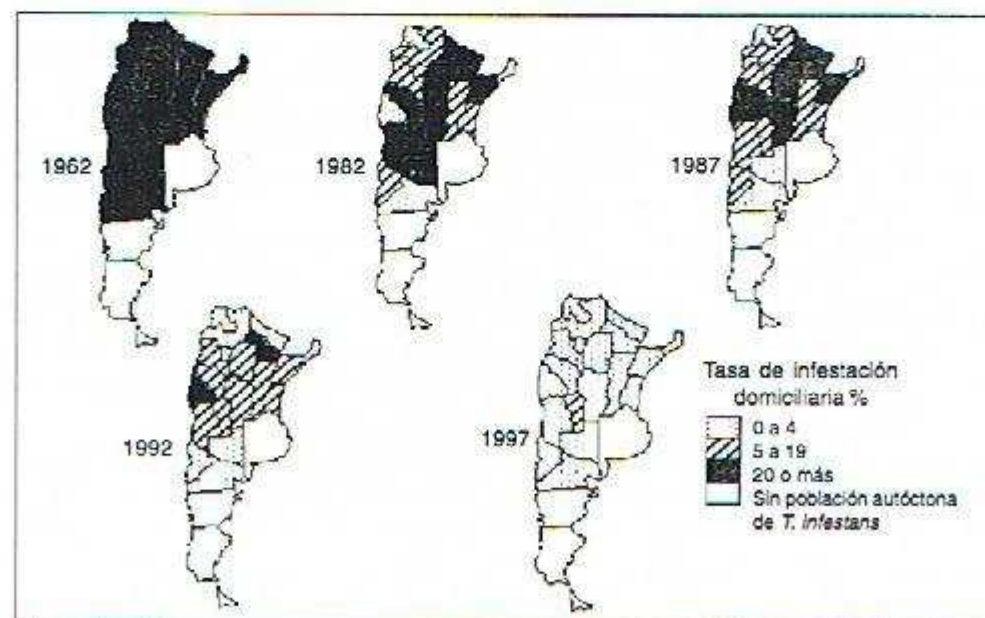 1962
1982
1987
1992
1997
Tasa de infestación
domiciliaria %
0 a 4
5 a 19
20 o más
Sin población autóctona
de T. infestans